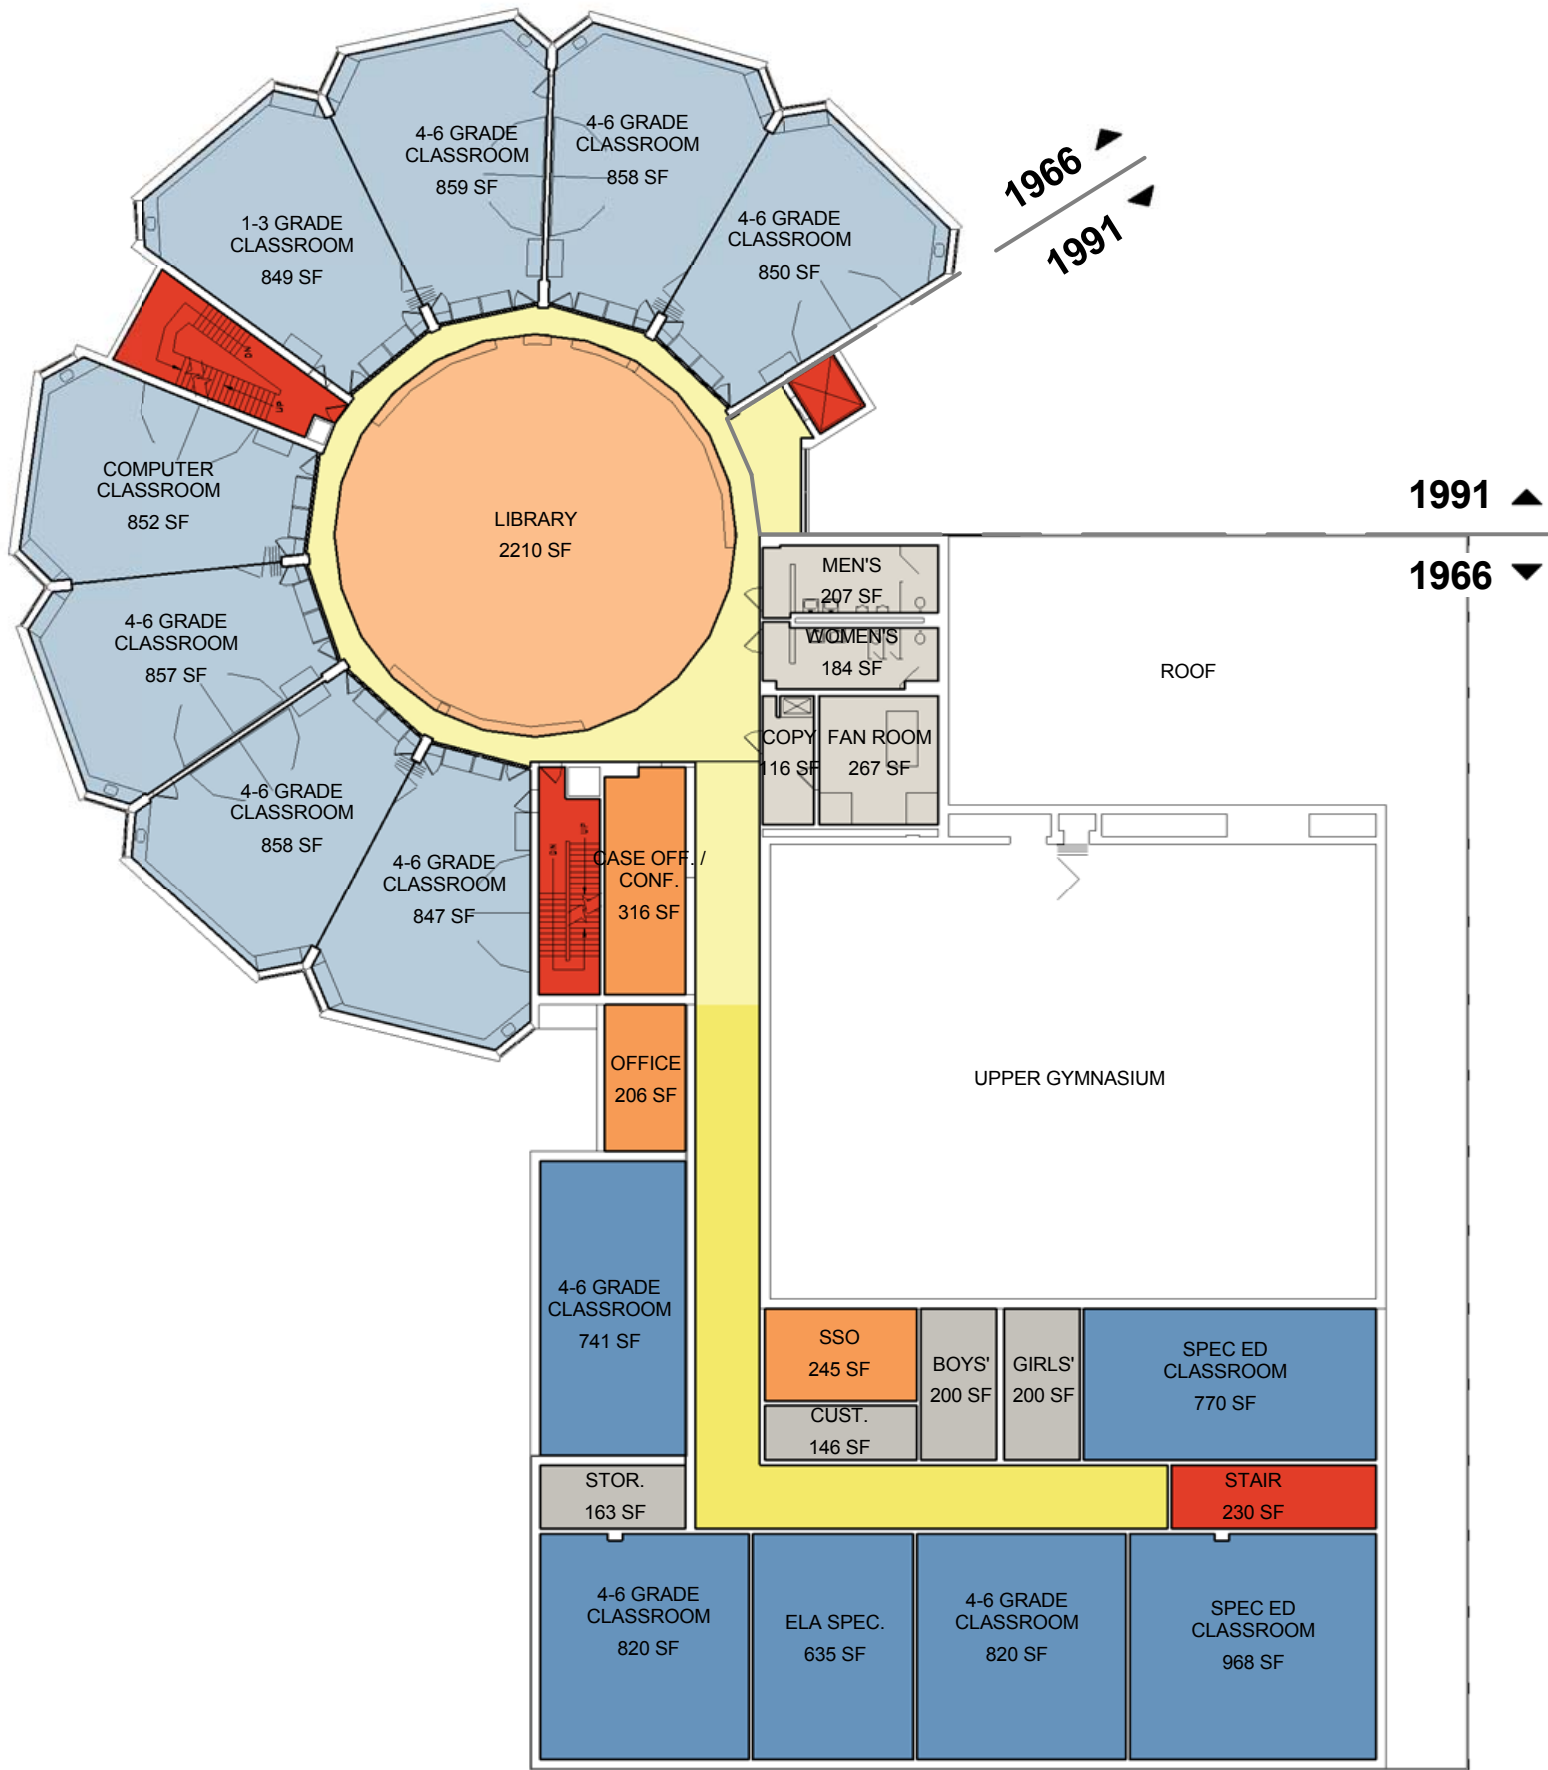 4-6 GRADE
CLASSROOM
859 SF
4-6 GRADE
CLASSROOM
858 SF
1966
1991
1-3 GRADE
CLASSROOM
849 SF
4-6 GRADE
CLASSROOM
850 SF
DN
UP
COMPUTER
CLASSROOM
852 SF
LIBRARY
2210 SF
1991
1966
MEN'S
207 SF
WOMEN'S
184 SF
ROOF
4-6 GRADE
CLASSROOM
857 SF
COPY
116 SF
FAN ROOM
267 SF
4-6 GRADE
CLASSROOM
858 SF
4-6 GRADE
CLASSROOM
847 SF
DN
UP
CASE OFF. /
CONF.
316 SF
OFFICE
206 SF
UPPER GYMNASIUM
4-6 GRADE
CLASSROOM
741 SF
SSO
245 SF
BOYS'
200 SF
GIRLS'
200 SF
SPEC ED
CLASSROOM
770 SF
CUST.
146 SF
STOR.
163 SF
STAIR
230 SF
4-6 GRADE
CLASSROOM
820 SF
ELA SPEC.
635 SF
4-6 GRADE
CLASSROOM
820 SF
SPEC ED
CLASSROOM
968 SF